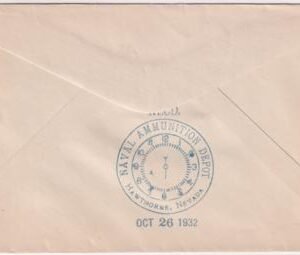 NAVAL AMMUNITION DEPOT
HAWTHORNE, NEVADA
OCT 26 1932